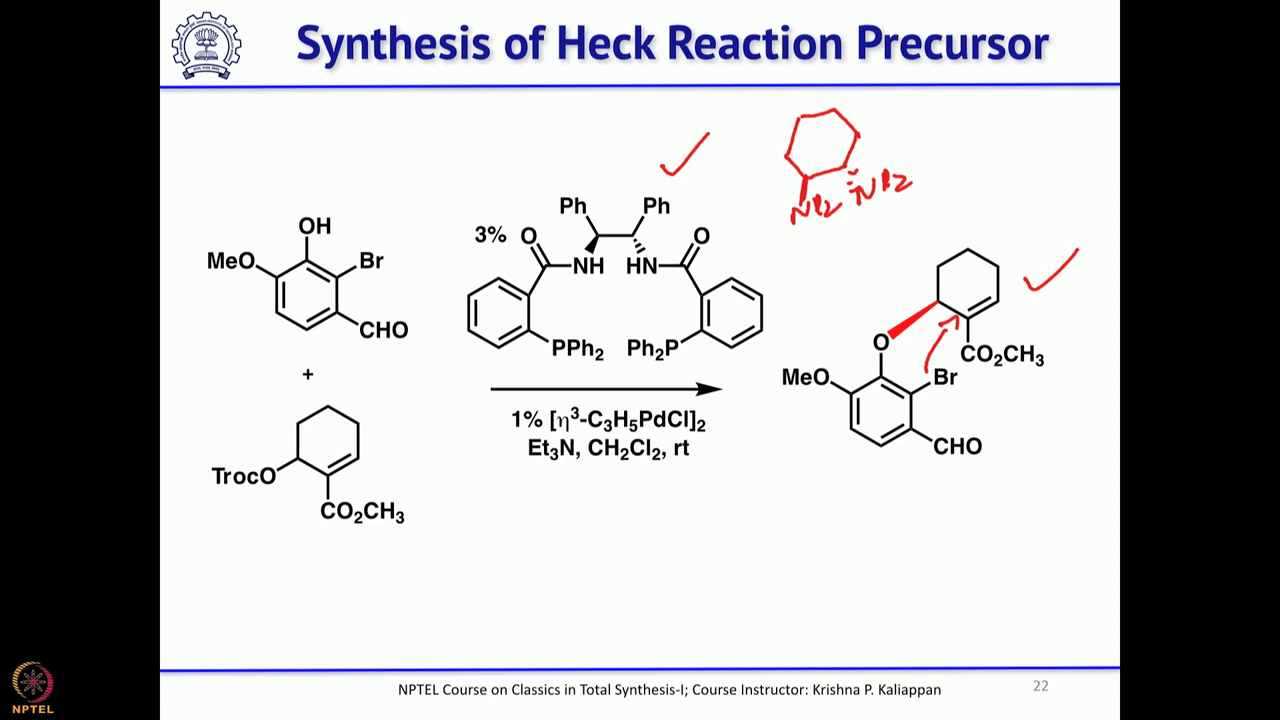 Synthesis of Heck Reaction Precursor
OH
MeO
Br
CHO
+
TrocO
CO₂CH₃
3%
Ph Ph
O O
NH HN
PPh₂ Ph₂P
1% [η³-C₃H₅PdCl]₂
Et₃N, CH₂Cl₂, rt
O
CO₂CH₃
MeO
Br
CHO
NPTEL
NPTEL Course on Classics in Total Synthesis-I; Course Instructor: Krishna P. Kaliappan
22